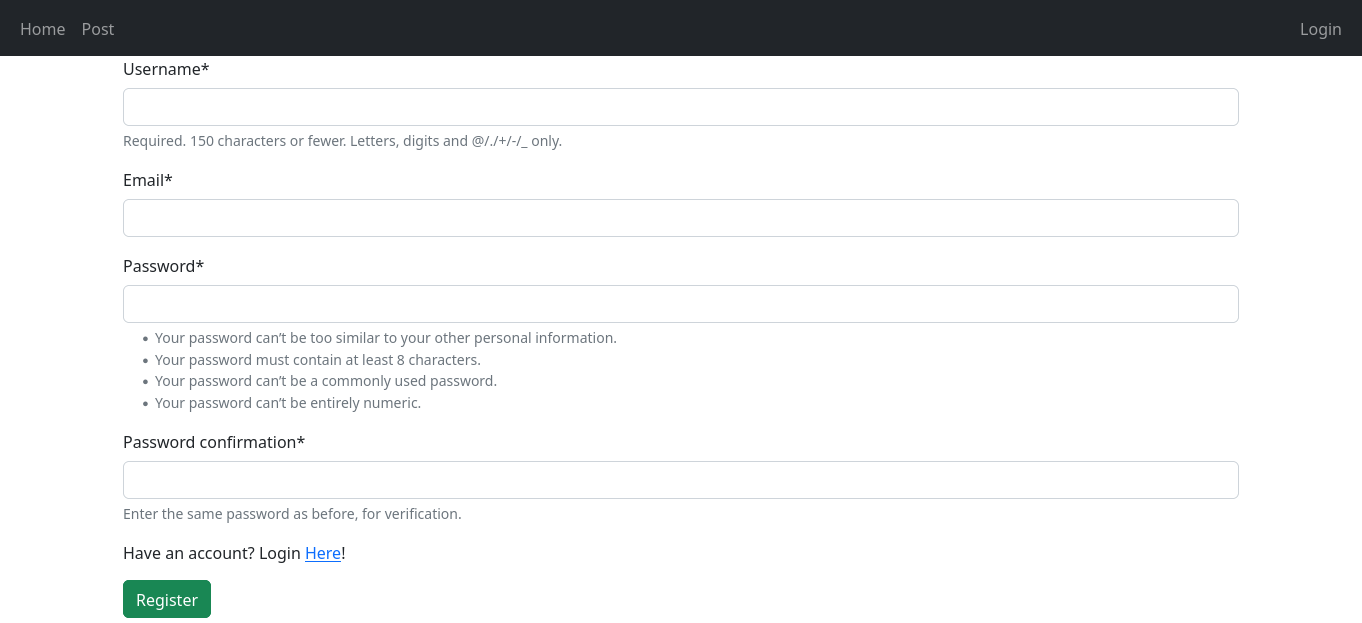 Home Post Login
Username*
Required. 150 characters or fewer. Letters, digits and @/./+/-/_ only.
Email*
Password*
• Your password can’t be too similar to your other personal information.
• Your password must contain at least 8 characters.
• Your password can’t be a commonly used password.
• Your password can’t be entirely numeric.
Password confirmation*
Enter the same password as before, for verification.
Have an account? Login Here!
Register